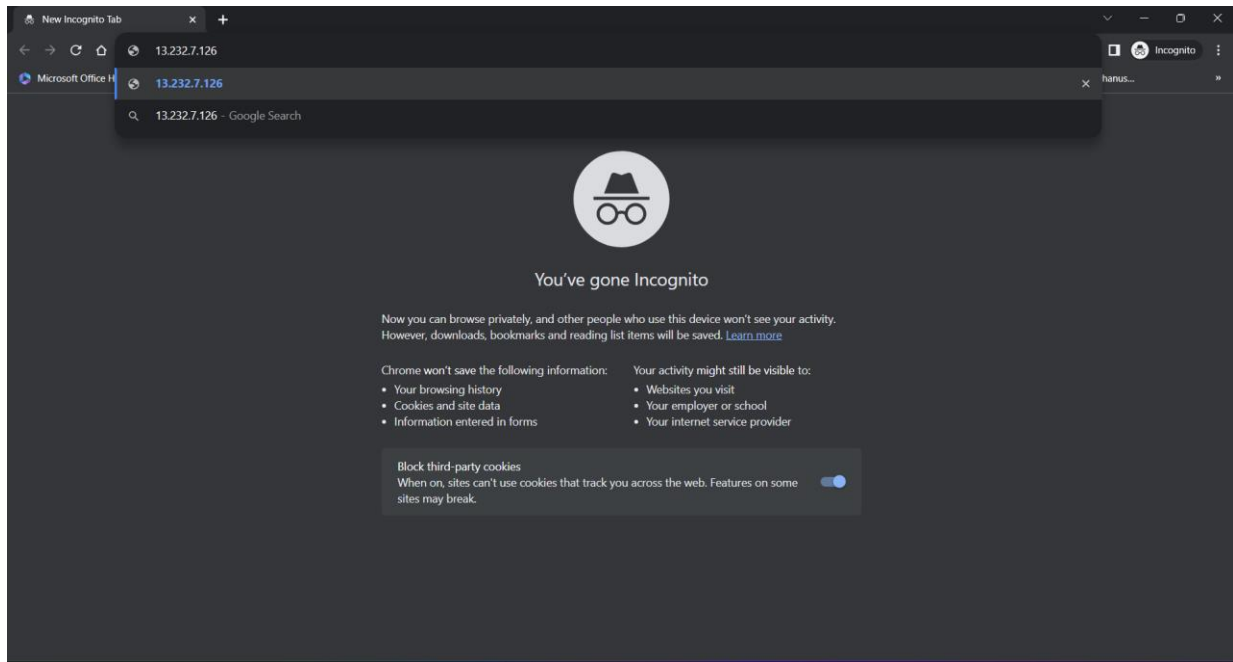 New Incognito Tab
13.232.7.126
Incognito
Microsoft Office H
13.232.7.126
hanus...
13.232.7.126 - Google Search
You've gone Incognito
Now you can browse privately, and other people who use this device won't see your activity.
However, downloads, bookmarks and reading list items will be saved. Learn more
Chrome won't save the following information:
• Your browsing history
• Cookies and site data
• Information entered in forms
Your activity might still be visible to:
• Websites you visit
• Your employer or school
• Your internet service provider
Block third-party cookies
When on, sites can't use cookies that track you across the web. Features on some
sites may break.